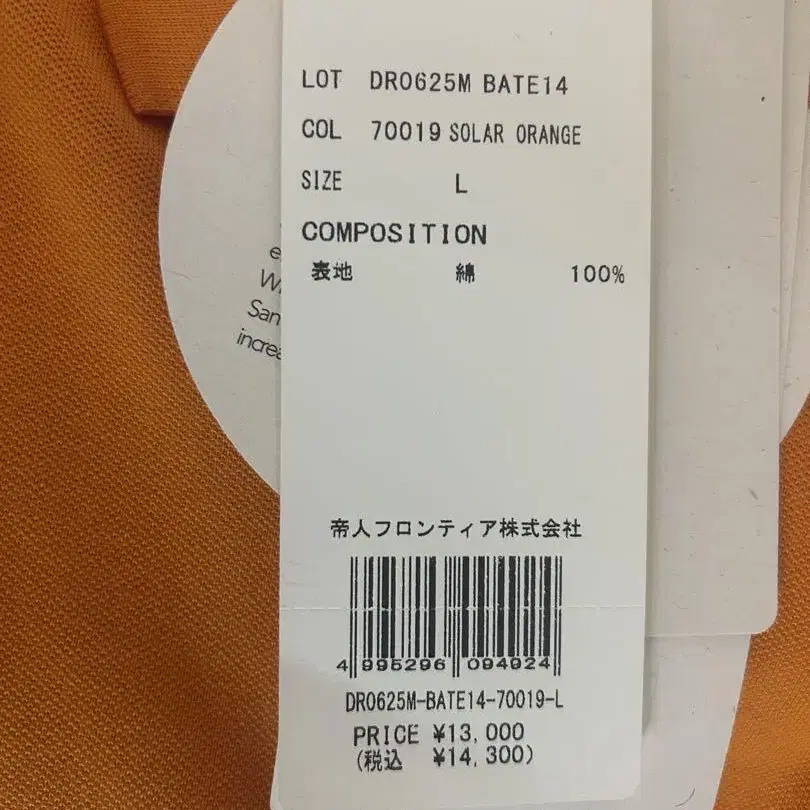 LOT DR0625M BATE14
COL 70019 SOLAR ORANGE
SIZE L
COMPOSITION
表地 綿 100%
San
increa
帝人フロンティア株式会社
4 995296 094924
DR0625M-BATE14-70019-L
PRICE ¥13,000
(税込 ¥14,300)